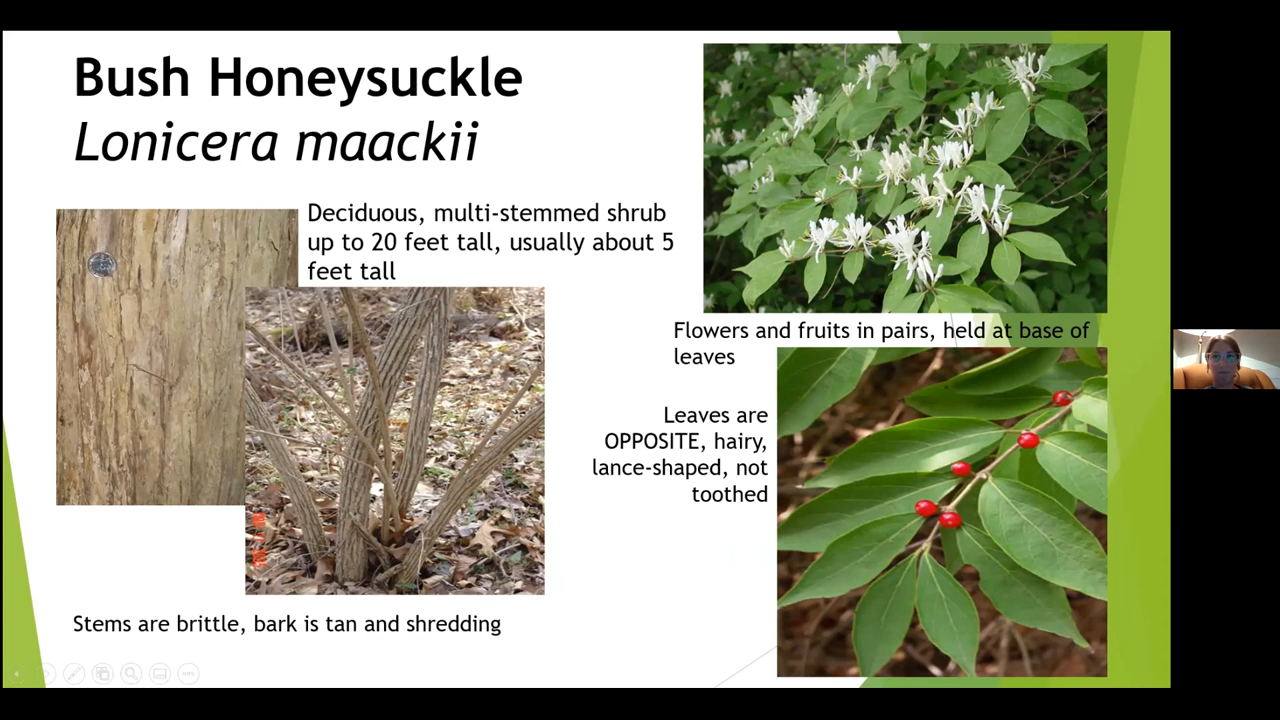 Bush Honeysuckle
Lonicera maackii
Deciduous, multi-stemmed shrub
up to 20 feet tall, usually about 5
feet tall
Flowers and fruits in pairs, held at base of
leaves
Leaves are
OPPOSITE, hairy,
lance-shaped, not
toothed
Stems are brittle, bark is tan and shredding